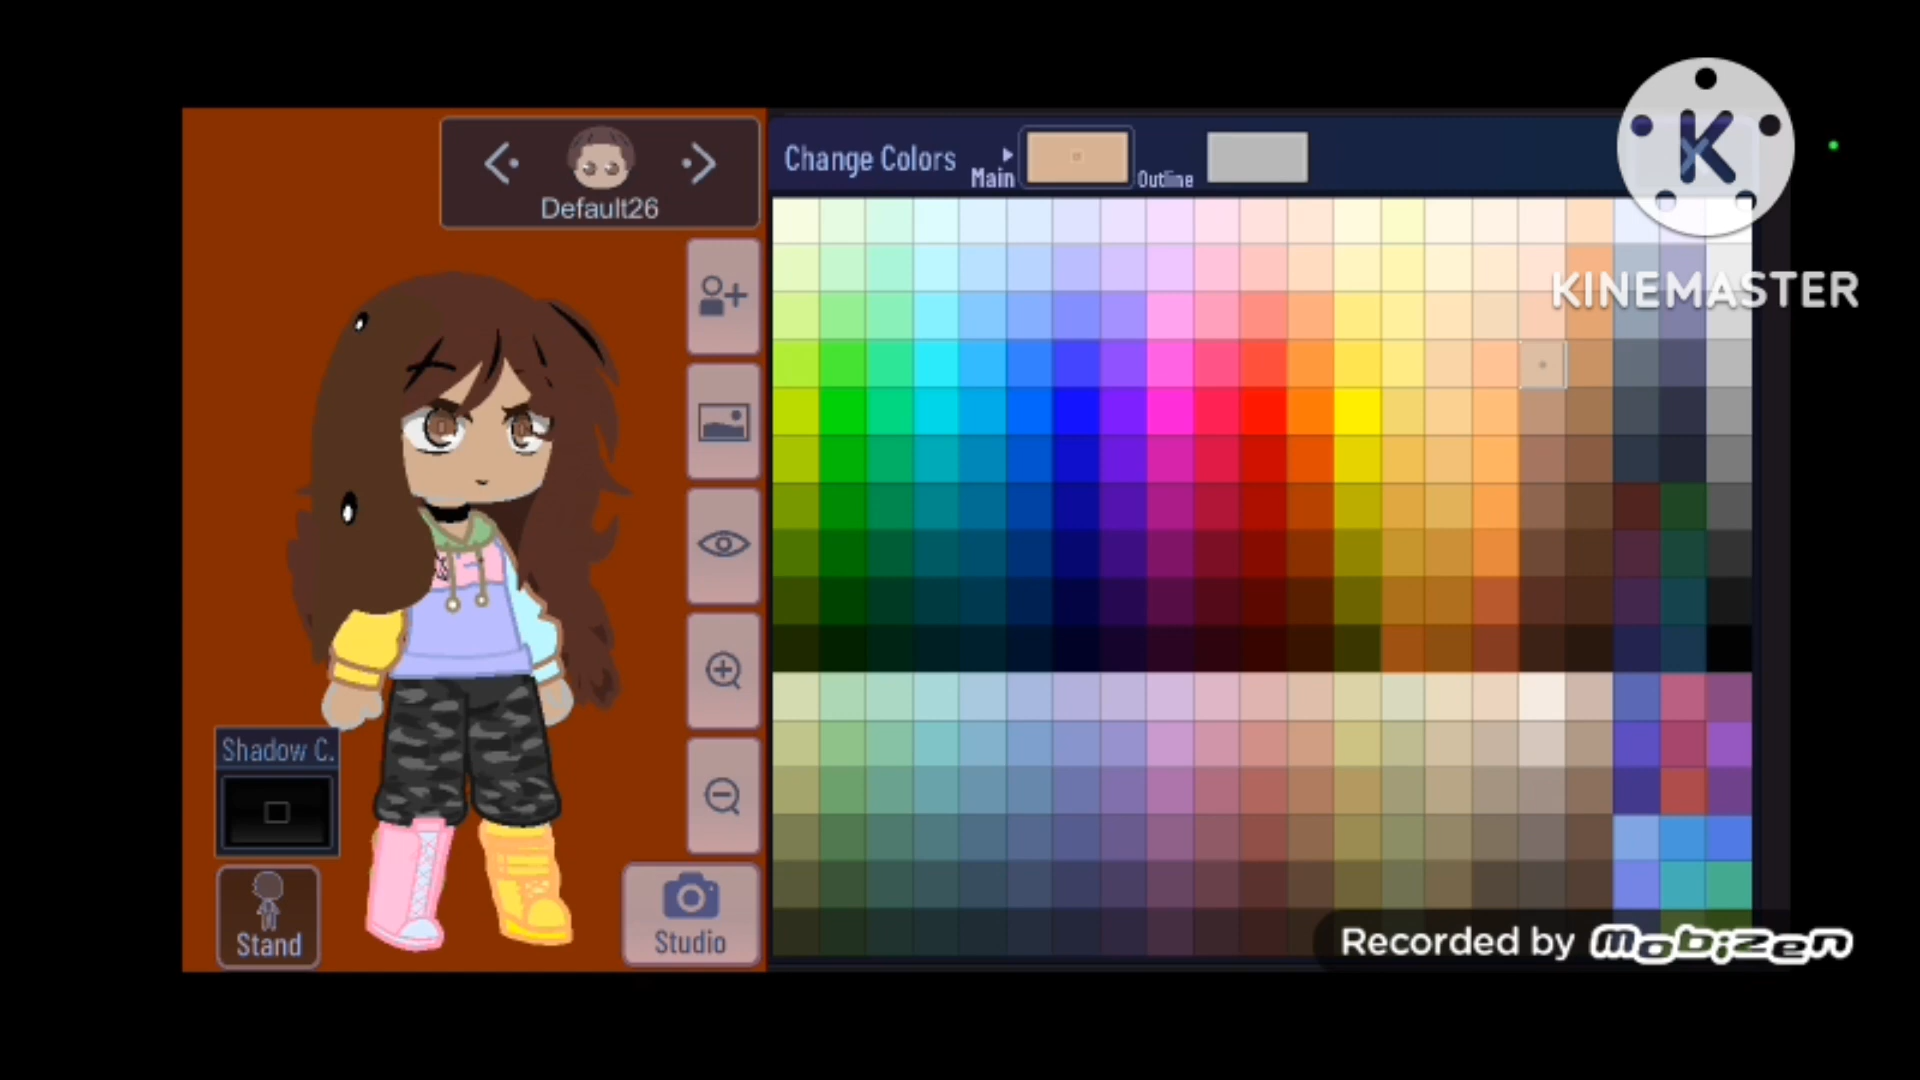 Default26
Change Colors
Main
Outline
K
KINEMASTER
Shadow C.
Stand
Studio
Recorded by mobizen